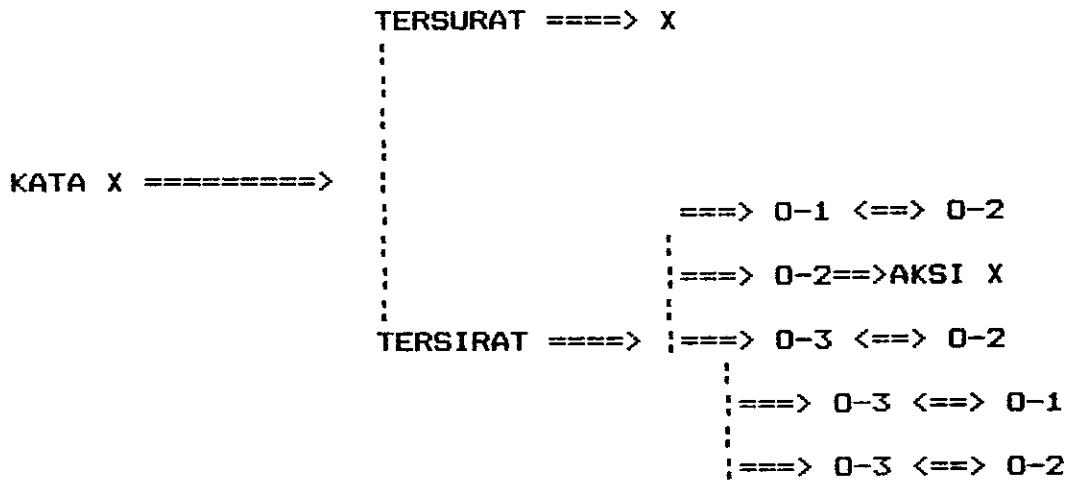 TERSURAT ====> X
KATA X =========>
===> O-1 <==> O-2
===> O-2==>AKSI X
TERSIRAT ====> ===> O-3 <==> O-2
===> O-3 <==> O-1
===> O-3 <==> O-2